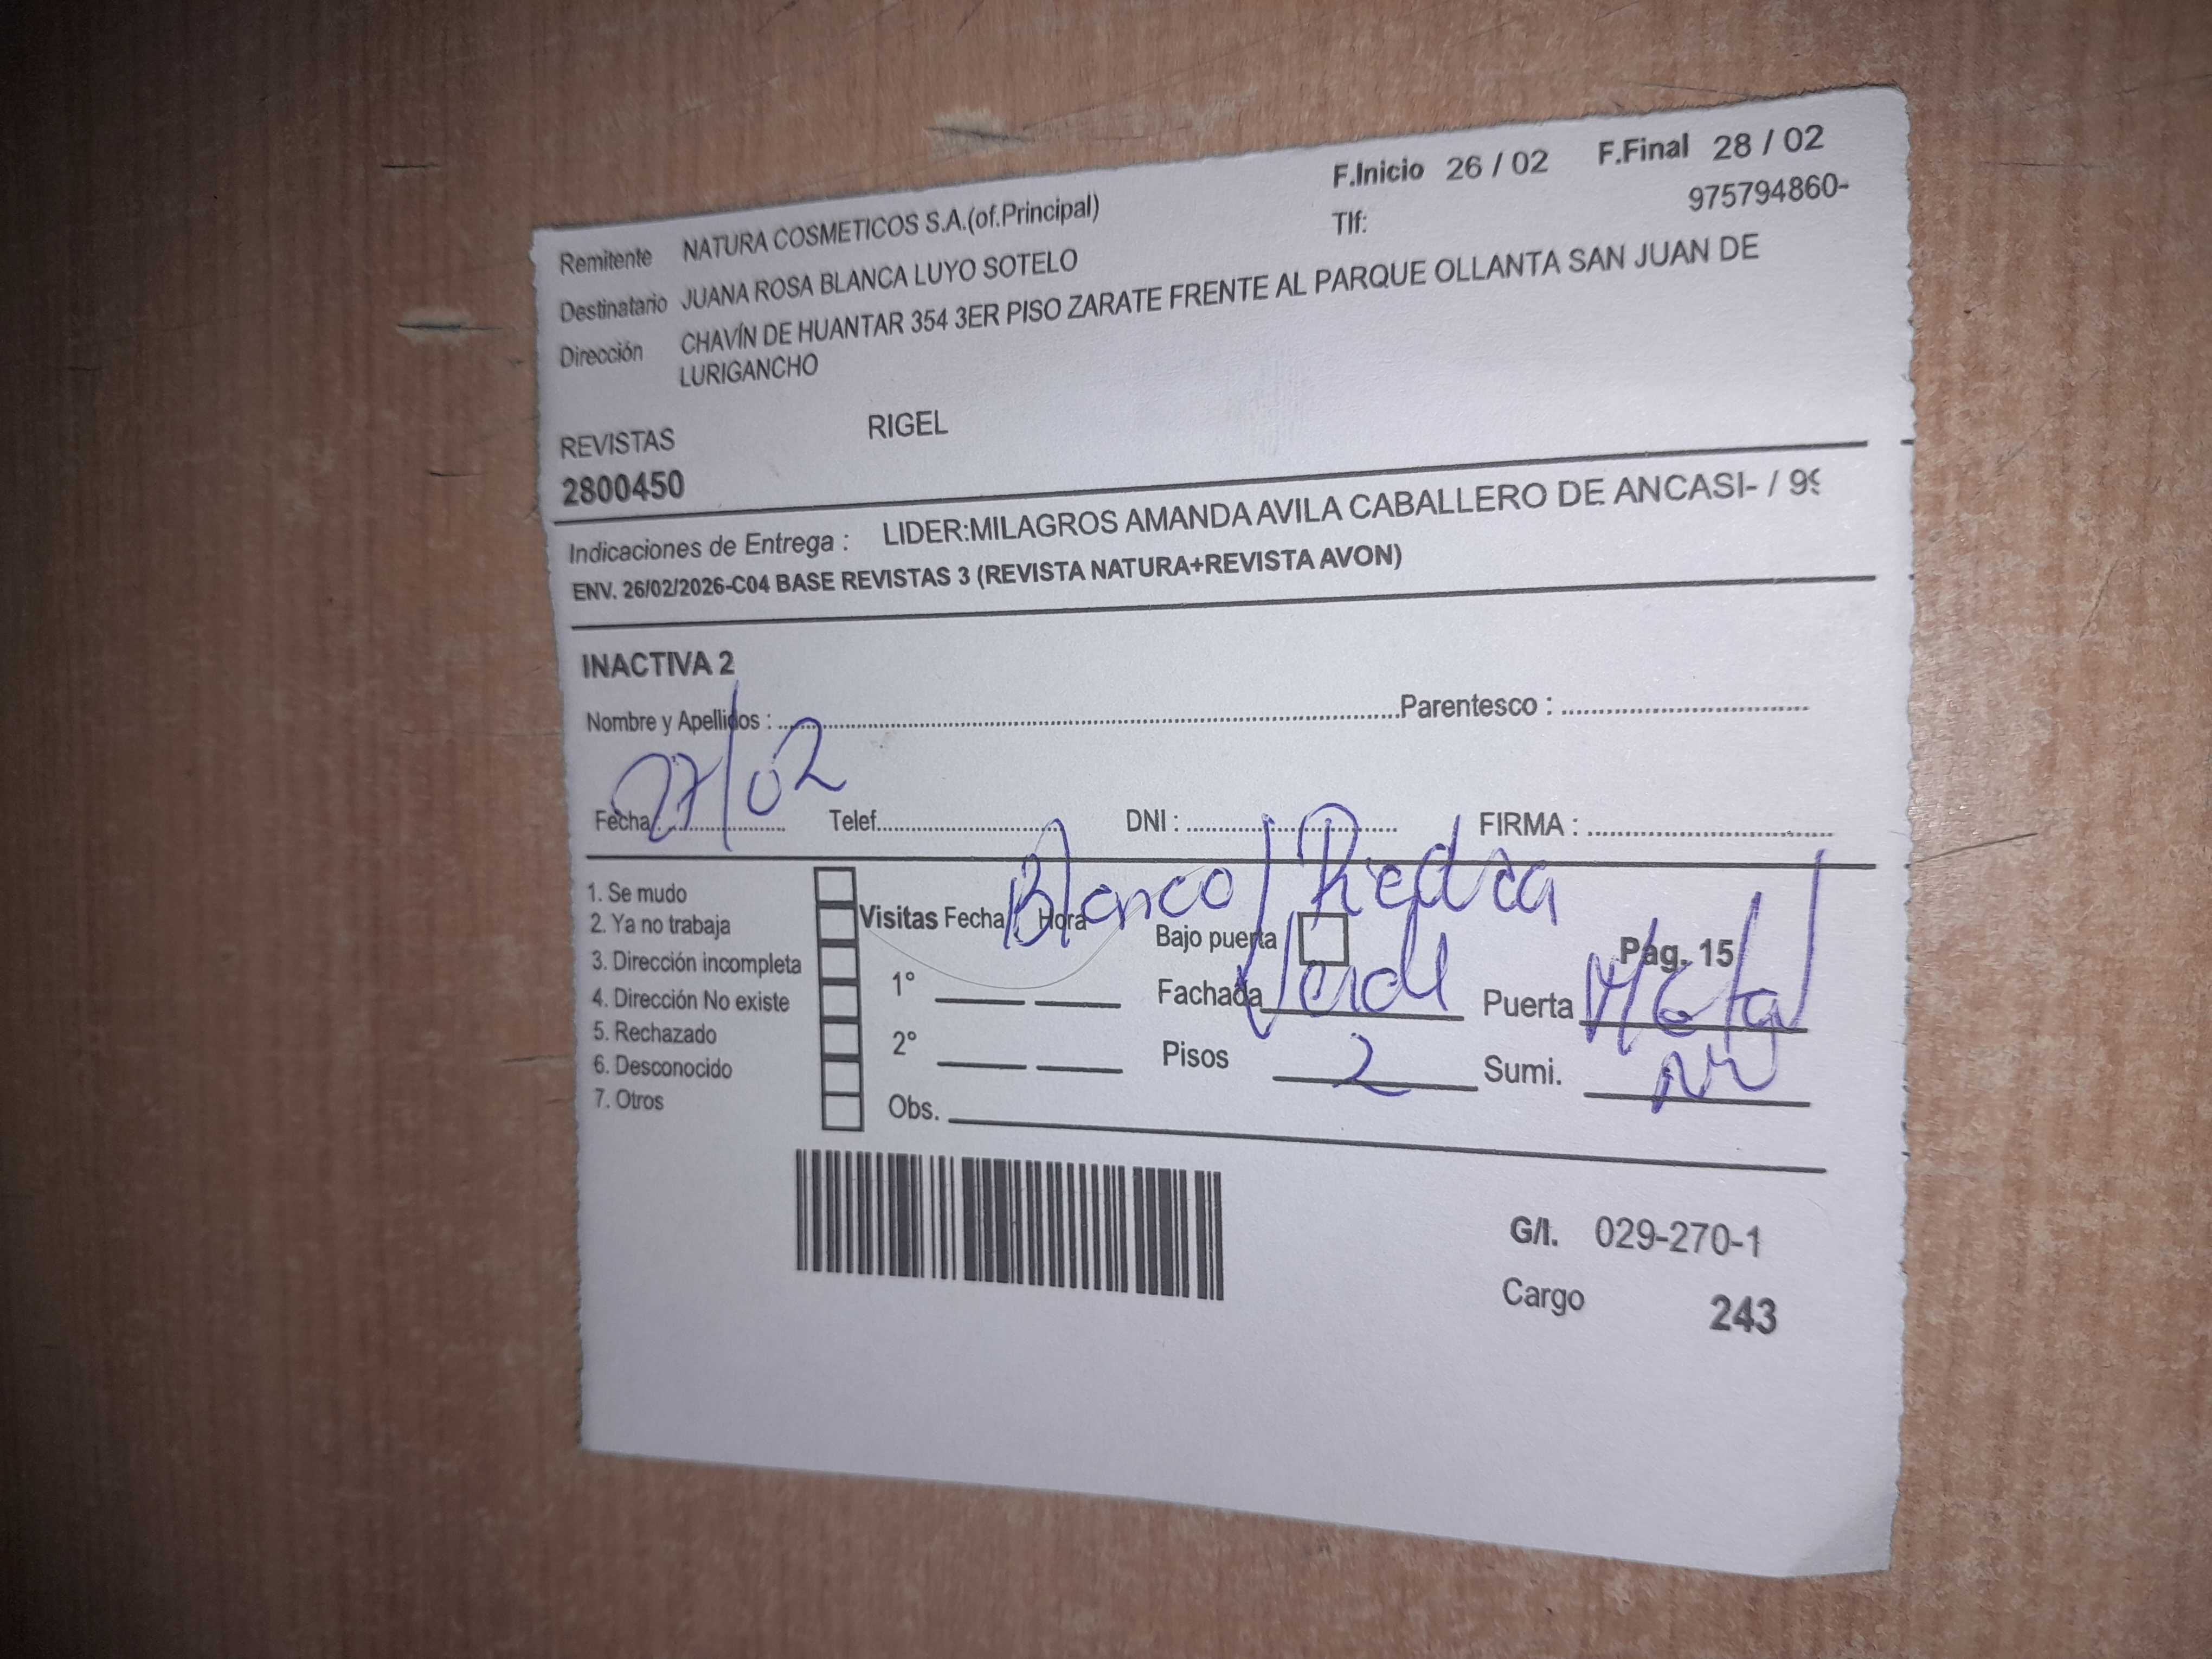 F.Inicio 26 / 02 F.Final 28 / 02
Remitente NATURA COSMETICOS S.A.(of.Principal) Tlf: 975794860-
Destinatario JUANA ROSA BLANCA LUYO SOTELO
Dirección CHAVÍN DE HUANTAR 354 3ER PISO ZARATE FRENTE AL PARQUE OLLANTA SAN JUAN DE
LURIGANCHO
REVISTAS RIGEL
2800450
Indicaciones de Entrega : LIDER:MILAGROS AMANDA AVILA CABALLERO DE ANCASI- / 99
ENV. 26/02/2026-C04 BASE REVISTAS 3 (REVISTA NATURA+REVISTA AVON)
INACTIVA 2
Nombre y Apellidos : Parentesco :
Fecha 27/02 Telef. DNI : FIRMA :
Blanco/Piedra
1. Se mudo
2. Ya no trabaja
3. Dirección incompleta
4. Dirección No existe
5. Rechazado
6. Desconocido
7. Otros
Visitas Fecha Hora Bajo puerta Pag. 15
1° Fachada Verde Puerta Metal
2° Pisos 2 Sumi.
Obs.
G/I. 029-270-1
Cargo 243